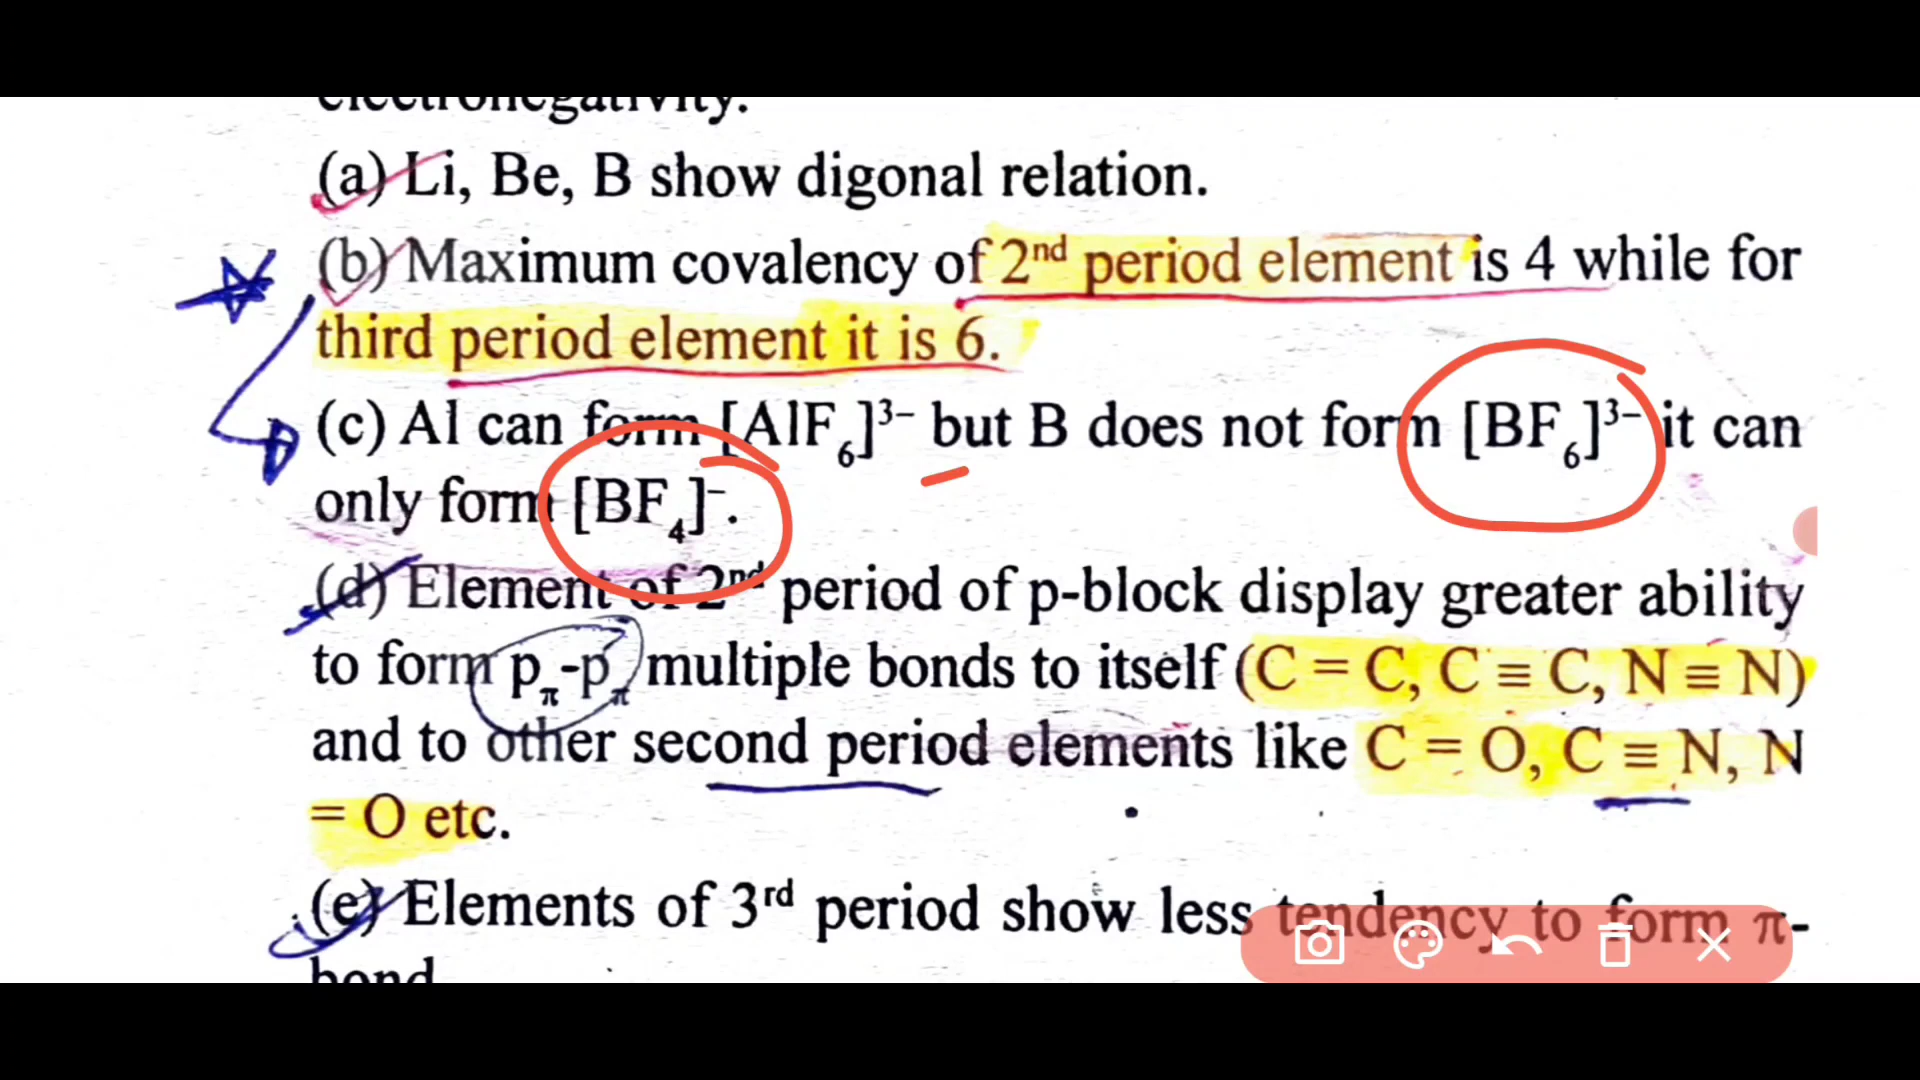 electronegativity.
(a) Li, Be, B show digonal relation.
(b) Maximum covalency of 2nd period element is 4 while for
third period element it is 6.
(c) Al can form [AlF6]3− but B does not form [BF6]3− it can
only form [BF4]−.
(d) Element of 2nd period of p-block display greater ability
to form pπ-pπ multiple bonds to itself (C = C, C ≡ C, N ≡ N)
and to other second period elements like C = O, C ≡ N, N
= O etc.
(e) Elements of 3rd period show less tendency to form π-
bond